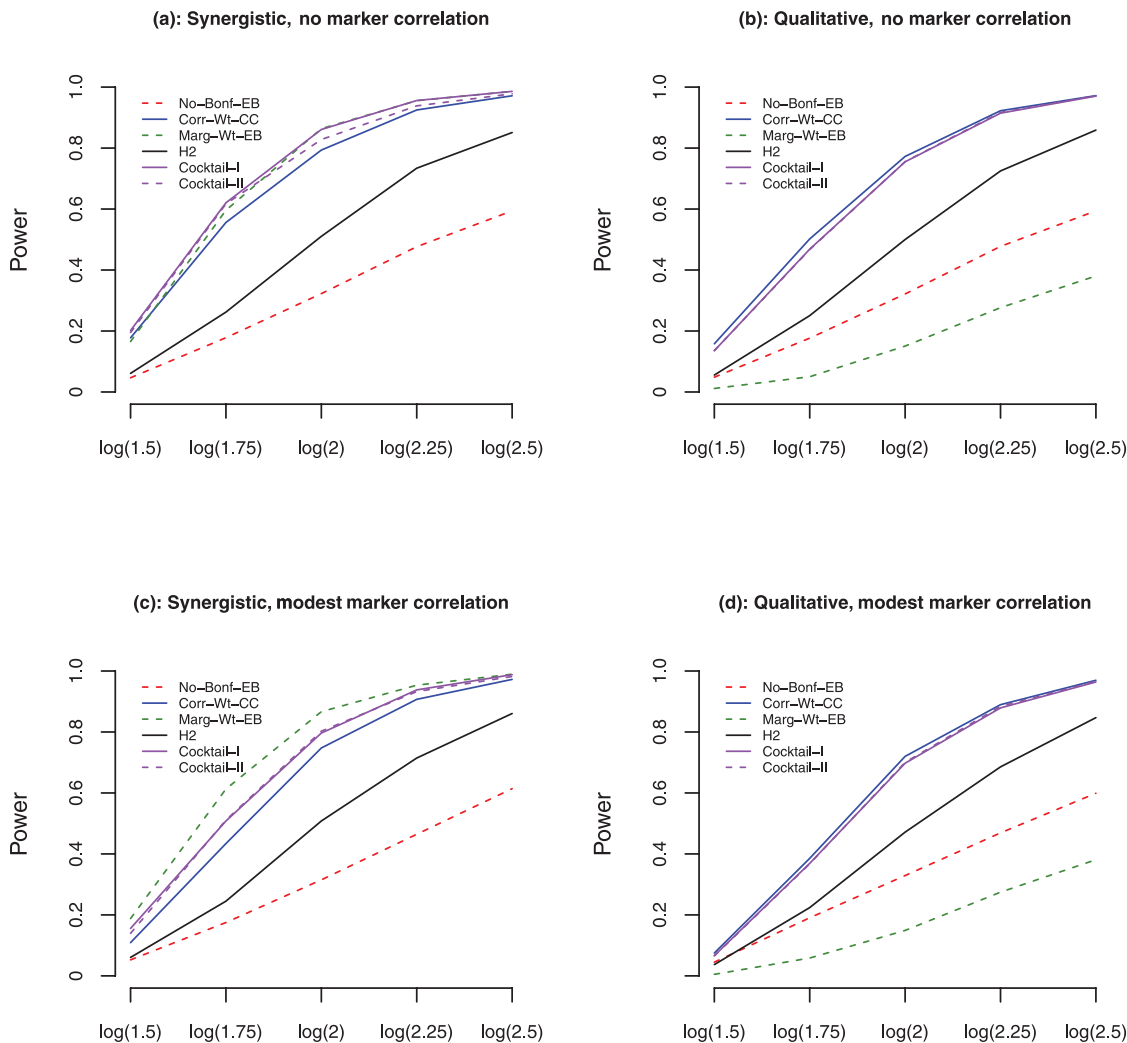 (a): Synergistic, no marker correlation
Power
1.0
0.8
0.6
0.4
0.2
0
No−Bonf−EB
Corr−Wt−CC
Marg−Wt−EB
H2
Cocktail−I
Cocktail−II
log(1.5) log(1.75) log(2) log(2.25) log(2.5)
(b): Qualitative, no marker correlation
Power
1.0
0.8
0.6
0.4
0.2
0
No−Bonf−EB
Corr−Wt−CC
Marg−Wt−EB
H2
Cocktail−I
Cocktail−II
log(1.5) log(1.75) log(2) log(2.25) log(2.5)
(c): Synergistic, modest marker correlation
Power
1.0
0.8
0.6
0.4
0.2
0
No−Bonf−EB
Corr−Wt−CC
Marg−Wt−EB
H2
Cocktail−I
Cocktail−II
log(1.5) log(1.75) log(2) log(2.25) log(2.5)
(d): Qualitative, modest marker correlation
Power
1.0
0.8
0.6
0.4
0.2
0
No−Bonf−EB
Corr−Wt−CC
Marg−Wt−EB
H2
Cocktail−I
Cocktail−II
log(1.5) log(1.75) log(2) log(2.25) log(2.5)